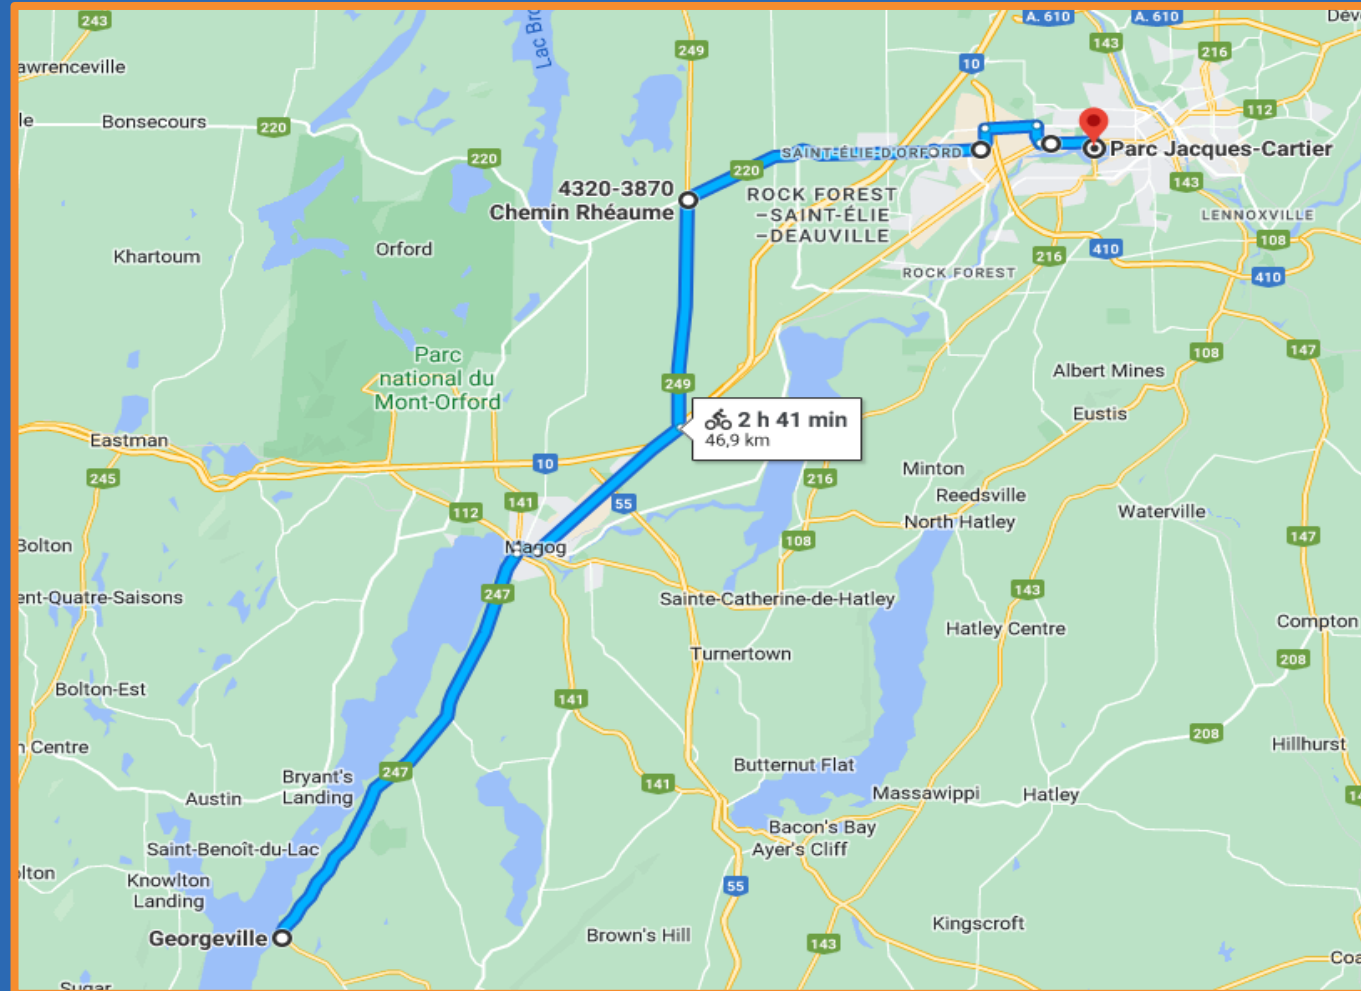 243
249
Lac Bro
A. 610
A. 610
Déve
143
216
10
awrenceville
le
Bonsecours
220
112
220
SAINT-ÉLIE-D'ORFORD
Parc Jacques-Cartier
220
4320-3870
Chemin Rhéaume
ROCK FOREST
–SAINT-ÉLIE
–DEAUVILLE
143
LENNOXVILLE
108
Khartoum
Orford
216
410
410
ROCK FOREST
Parc
national du
Mont-Orford
249
108
147
Albert Mines
Eustis
2 h 41 min
46,9 km
Eastman
245
10
Minton
Reedsville
North Hatley
216
55
141
112
Waterville
147
Bolton
Magog
108
ent-Quatre-Saisons
247
Sainte-Catherine-de-Hatley
143
Hatley Centre
Compton
208
Turnertown
Bolton-Est
141
208
n Centre
Hillhurst
247
Bryant's
Landing
Austin
141
Butternut Flat
Massawippi
Hatley
14
Saint-Benoît-du-Lac
Bacon's Bay
Ayer's Cliff
olton
Knowlton
Landing
55
Georgeville
Brown's Hill
143
Kingscroft
Coa
Sugar